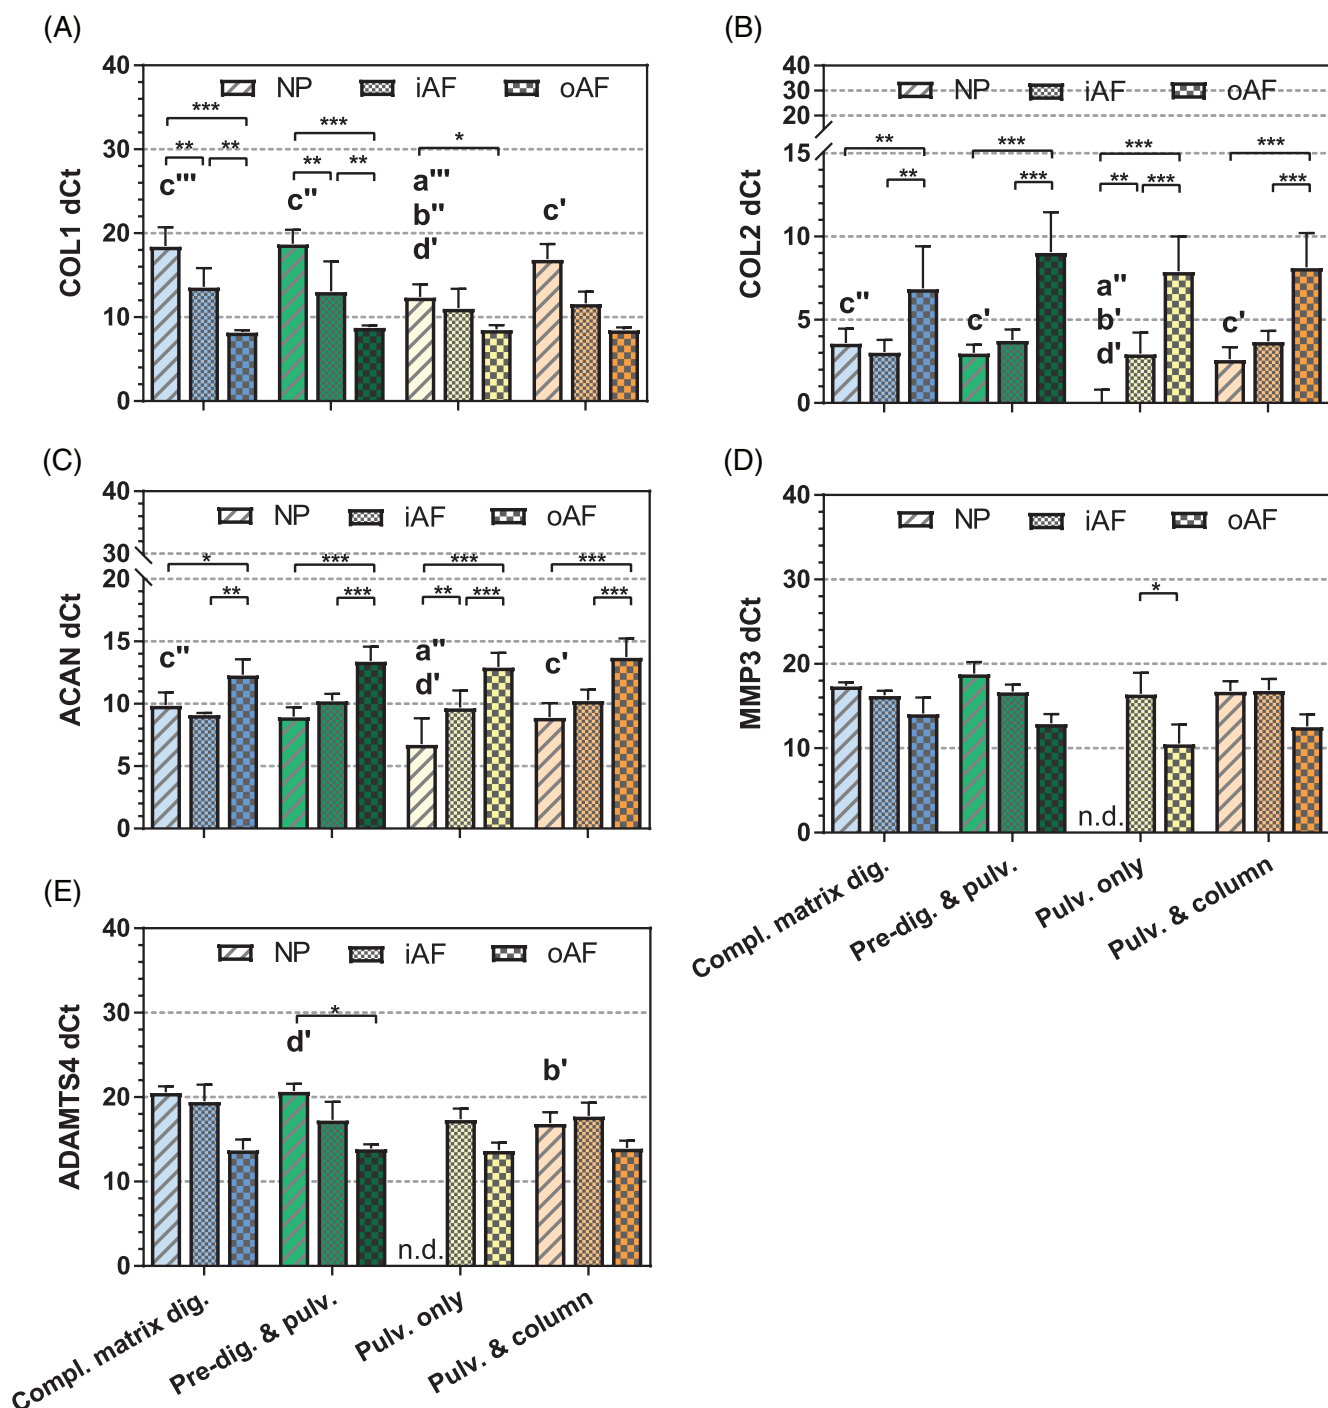 (A)
COL1 dCt
40
30
20
10
0
NP iAF oAF
***
** **
c'''
***
** **
c''
*
a'''
b''
d'
c'
(B)
COL2 dCt
40
30
20
15
10
5
0
NP iAF oAF
**
**
c''
***
***
c'
***
** ***
a''
b'
d'
***
***
c'
(C)
ACAN dCt
40
30
20
15
10
5
0
NP iAF oAF
*
**
c''
***
***
***
** ***
a''
d'
***
***
c'
(D)
MMP3 dCt
40
30
20
10
0
NP iAF oAF
*
n.d.
Compl. matrix dig.
Pre-dig. & pulv.
Pulv. only
Pulv. & column
(E)
ADAMTS4 dCt
40
30
20
10
0
NP iAF oAF
*
d'
n.d.
b'
Compl. matrix dig.
Pre-dig. & pulv.
Pulv. only
Pulv. & column